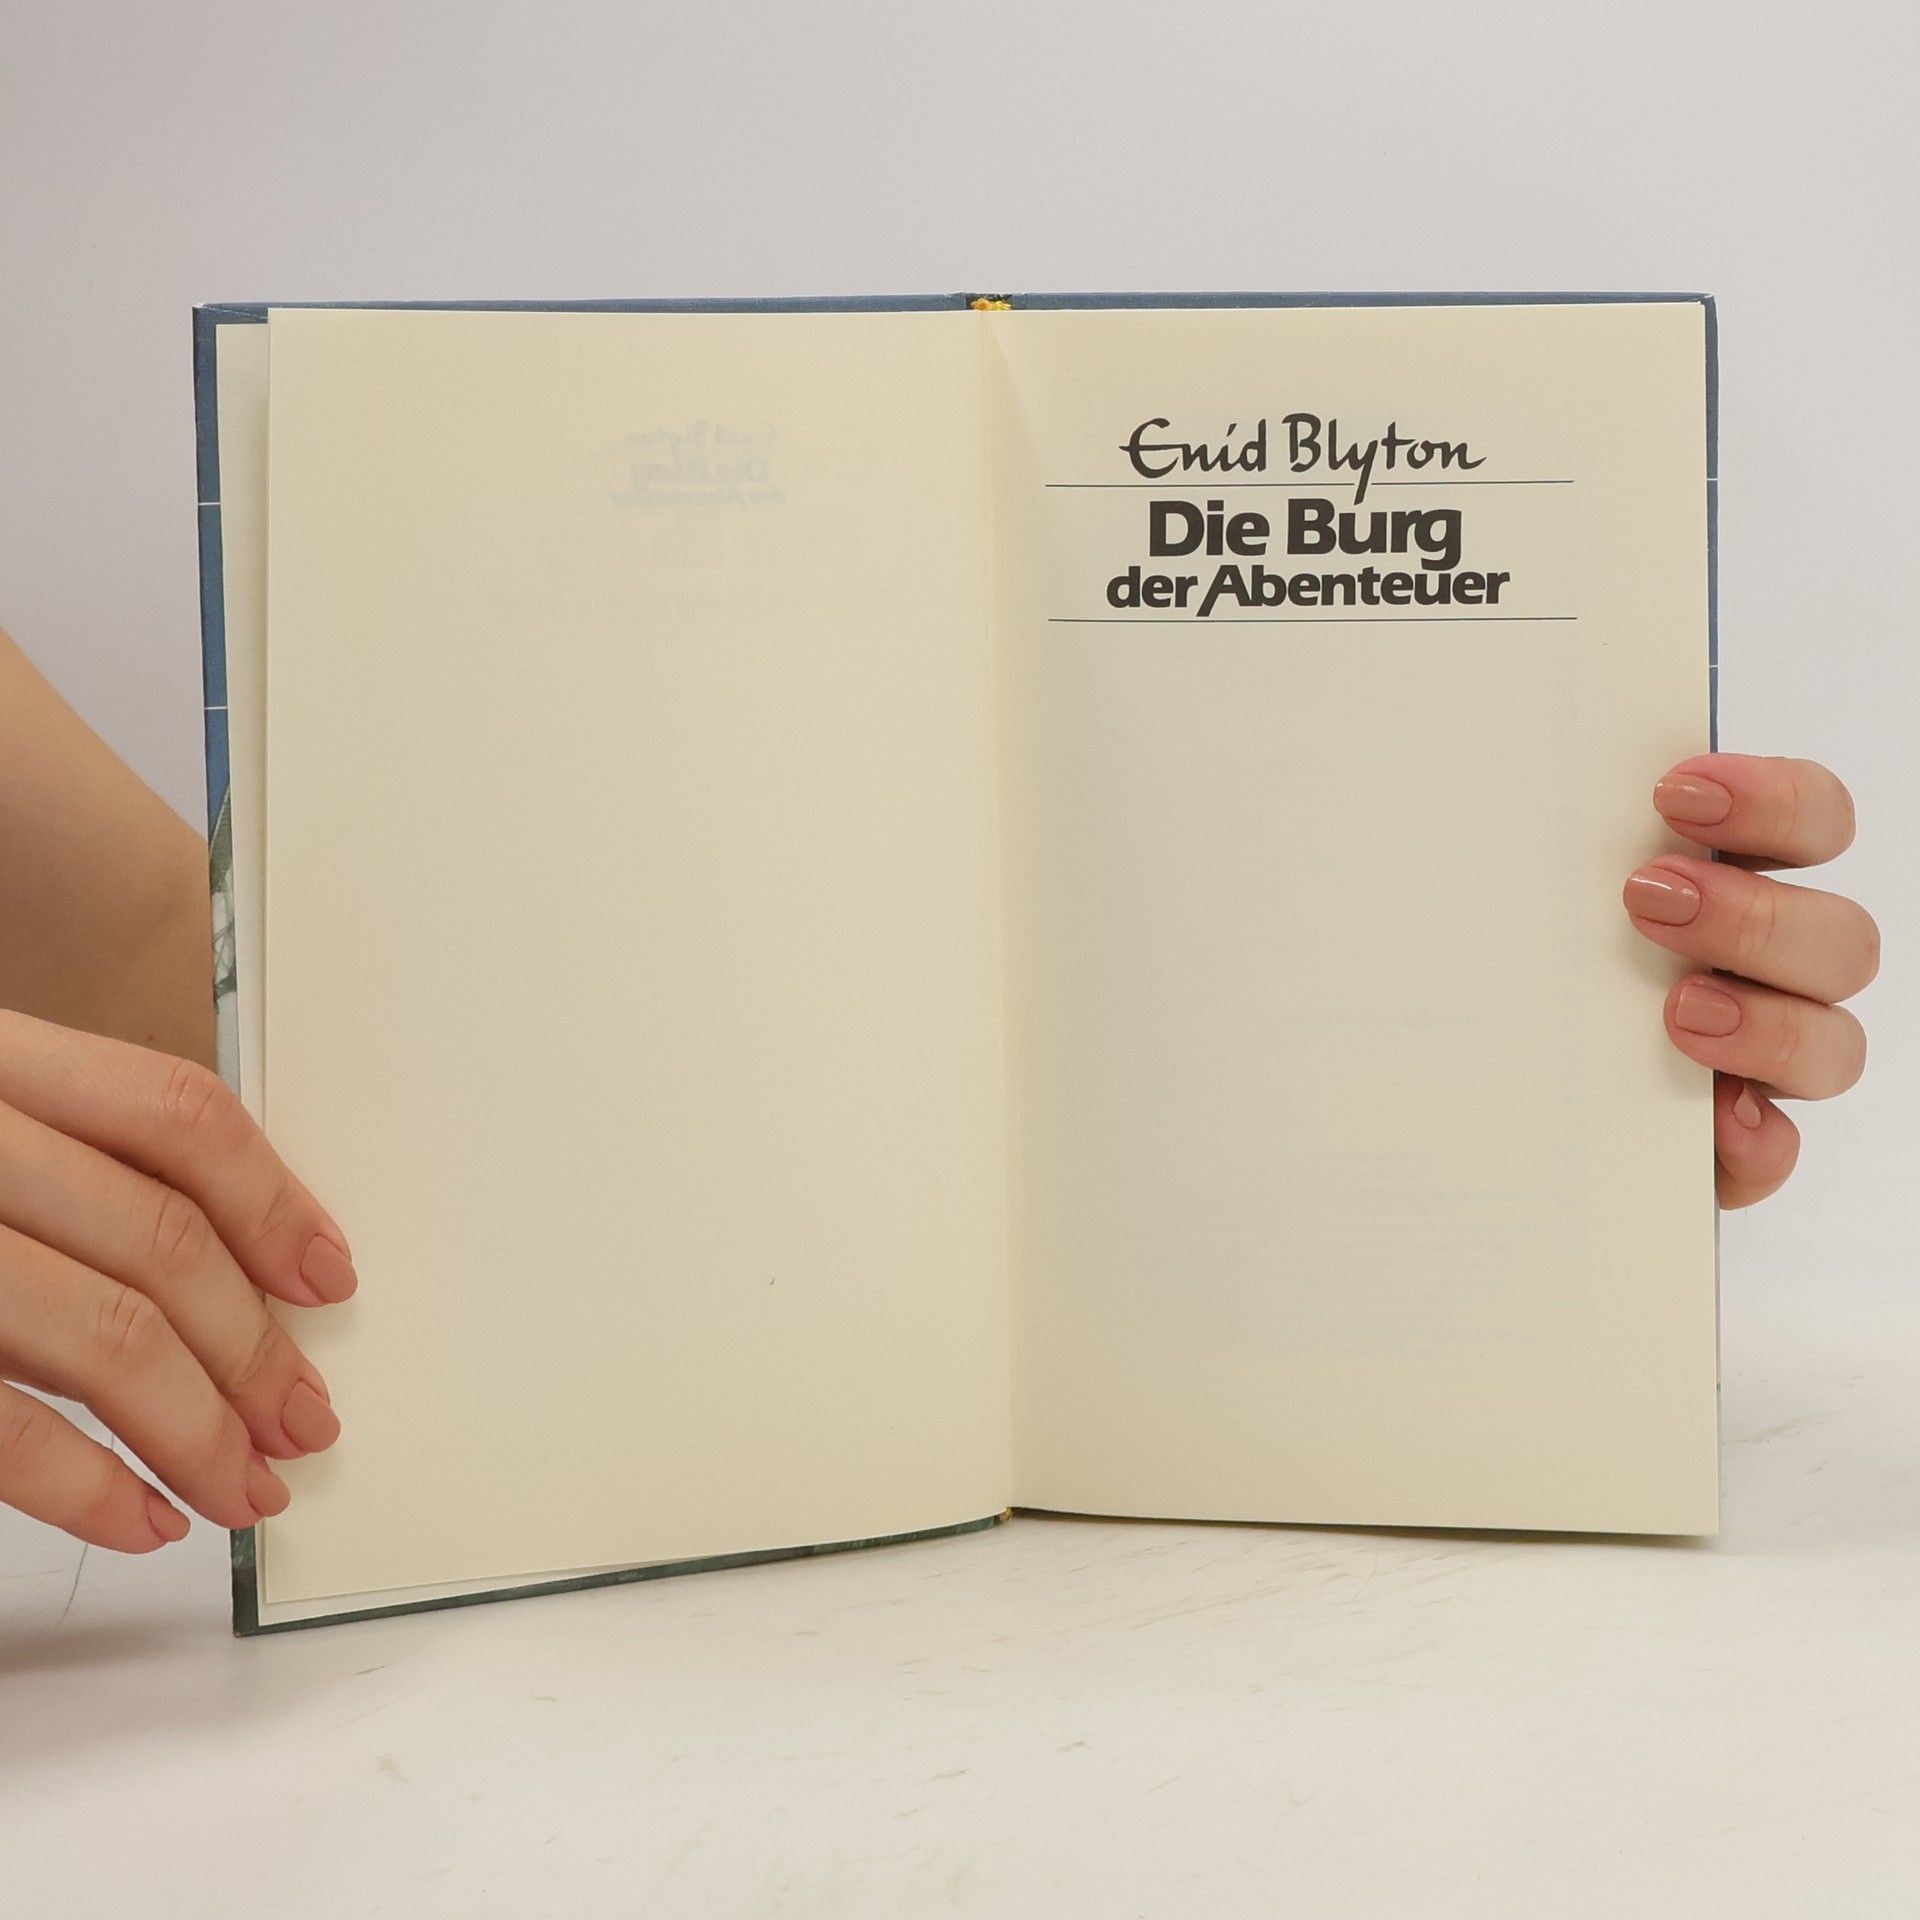 Enid Blyton
Die Burg
der Abenteuer